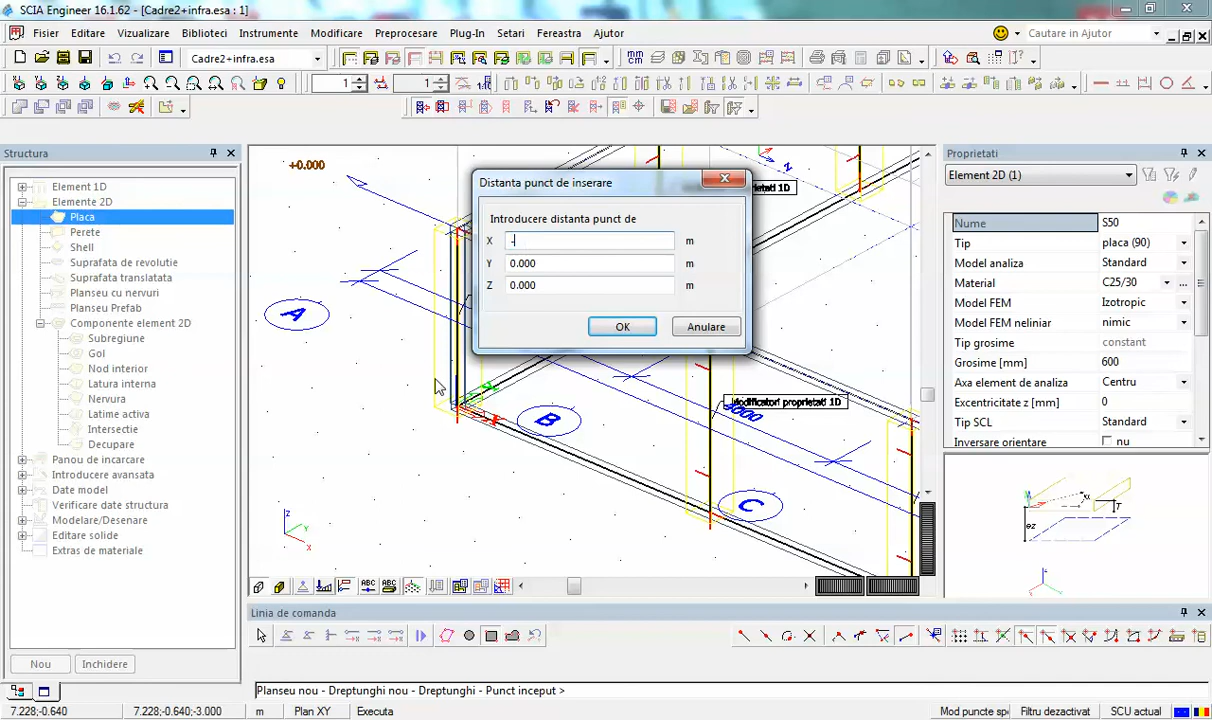 SCIA Engineer 16.1.62 - [Cadre2+infra.esa : 1]
Fisier Editare Vizualizare Biblioteci Instrumente Modificare Preprocesare Plug-In Setari Fereastra Ajutor
Cautare in Ajutor
Cadre2+infra.esa
1
1
Structura
Element 1D
Elemente 2D
Placa
Perete
Shell
Suprafata de revolutie
Suprafata translatata
Planseu cu nervuri
Planseu Prefab
Componente element 2D
Subregiune
Gol
Nod interior
Latura interna
Nervura
Latime activa
Intersectie
Decupare
Panou de incarcare
Introducere avansata
Date model
Verificare date structura
Modelare/Desenare
Editare solide
Extras de materiale
Nou
Inchidere
+0.000
A
B
C
Z
Y
X
Modificatori proprietati 1D
Distanta punct de inserare
Introducere distanta punct de
X - m
Y 0.000 m
Z 0.000 m
OK
Anulare
Proprietati
Element 2D (1)
Nume S50
Tip placa (90)
Model analiza Standard
Material C25/30
Model FEM Izotropic
Model FEM neliniar nimic
Tip grosime constant
Grosime [mm] 600
Axa element de analiza Centru
Excentricitate z [mm] 0
Tip SCL Standard
Inversare orientare nu
ez
T
ABC
ABC
Linia de comanda
Planseu nou - Dreptunghi nou - Dreptunghi - Punct inceput >
7.228;-0.640 7.228;-0.640;-3.000 m Plan XY Executa Mod puncte sp Filtru dezactivat SCU actual